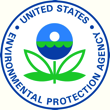 UNITED STATES
ENVIRONMENTAL PROTECTION AGENCY